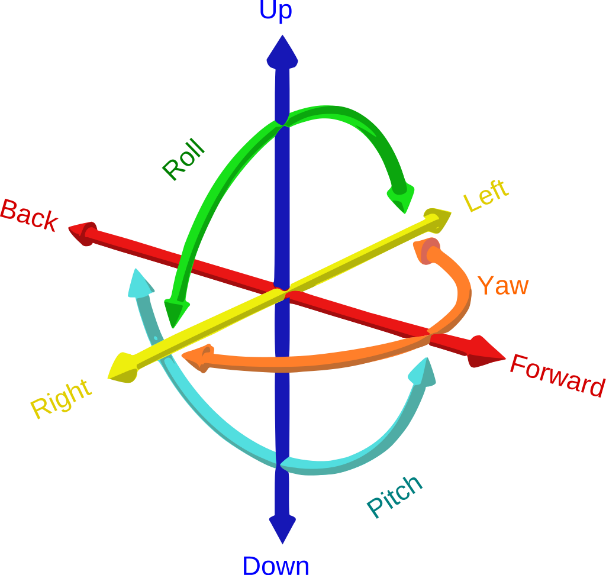 Up
Roll
Left
Back
Yaw
Forward
Right
Pitch
Down